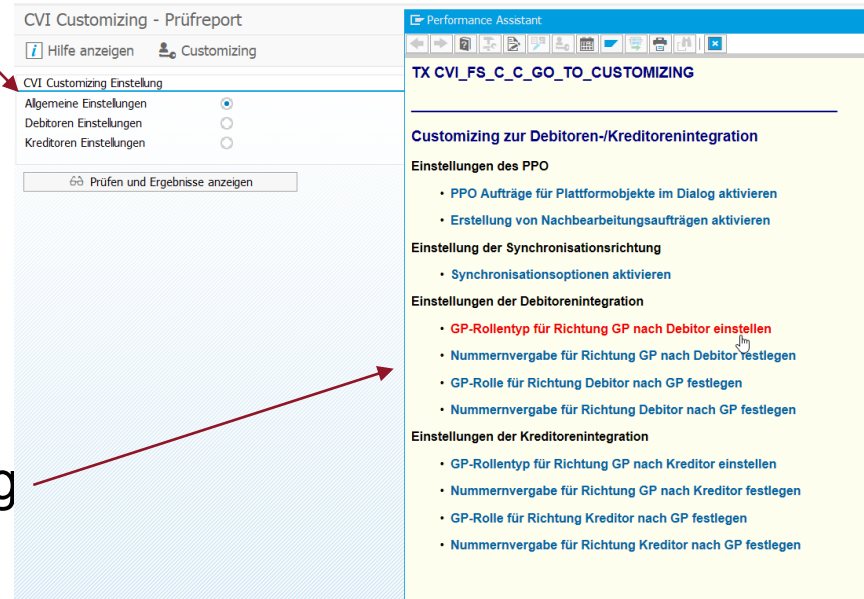 CVI Customizing - Prüfreport
Hilfe anzeigen
Customizing
CVI Customizing Einstellung
Allgemeine Einstellungen
Debitoren Einstellungen
Kreditoren Einstellungen
Prüfen und Ergebnisse anzeigen
g
Performance Assistant
TX CVI_FS_C_C_GO_TO_CUSTOMIZING
Customizing zur Debitoren-/Kreditorenintegration
Einstellungen des PPO
• PPO Aufträge für Plattformobjekte im Dialog aktivieren
• Erstellung von Nachbearbeitungsaufträgen aktivieren
Einstellung der Synchronisationsrichtung
• Synchronisationsoptionen aktivieren
Einstellungen der Debitorenintegration
• GP-Rollentyp für Richtung GP nach Debitor einstellen
• Nummernvergabe für Richtung GP nach Debitor festlegen
• GP-Rolle für Richtung Debitor nach GP festlegen
• Nummernvergabe für Richtung Debitor nach GP festlegen
Einstellungen der Kreditorenintegration
• GP-Rollentyp für Richtung GP nach Kreditor einstellen
• Nummernvergabe für Richtung GP nach Kreditor festlegen
• GP-Rolle für Richtung Kreditor nach GP festlegen
• Nummernvergabe für Richtung Kreditor nach GP festlegen